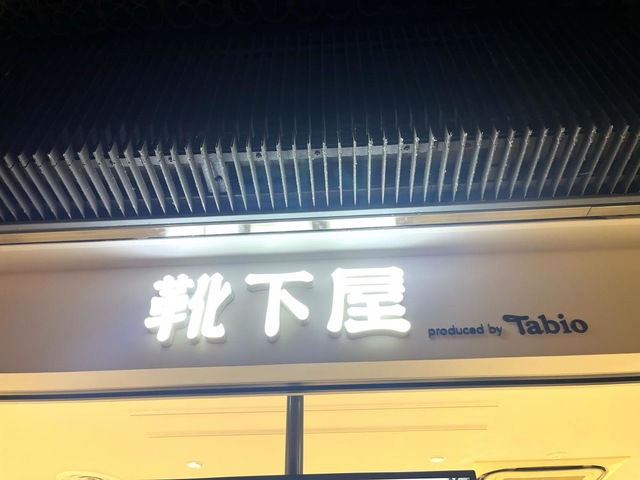 靴下屋 produced by Tabio